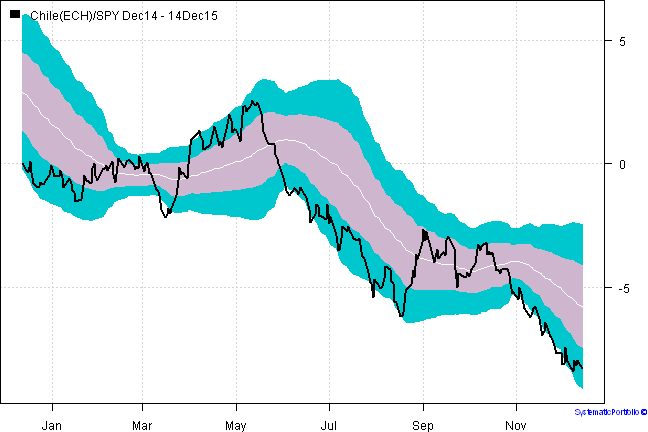 Chile(ECH)/SPY Dec14 - 14Dec15
5
0
-5
Jan Mar May Jul Sep Nov
SystematicPortfolio ©